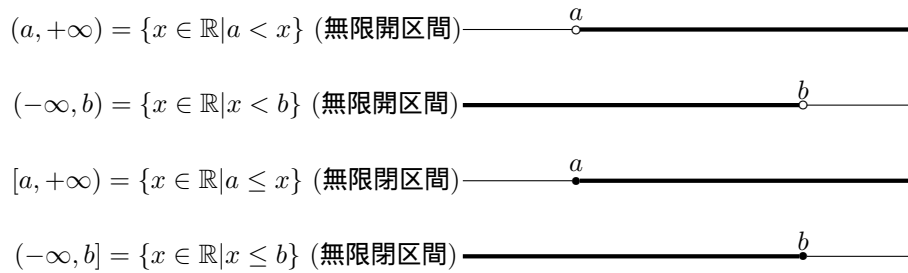 (a, +∞) = {x ∈ ℝ|a < x} (無限開区間) a
(−∞, b) = {x ∈ ℝ|x < b} (無限開区間) b
[a, +∞) = {x ∈ ℝ|a ≤ x} (無限閉区間) a
(−∞, b] = {x ∈ ℝ|x ≤ b} (無限閉区間) b